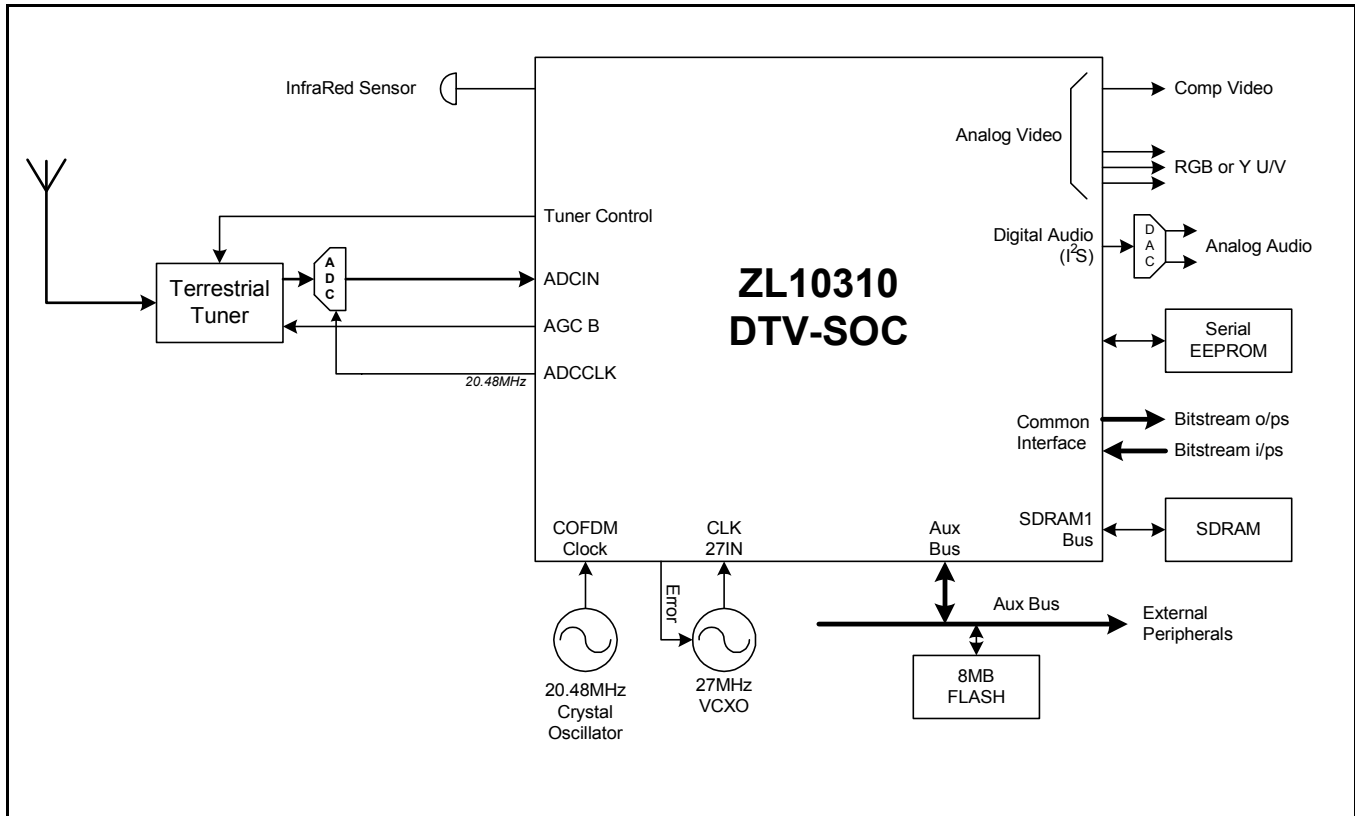 InfraRed Sensor
Comp Video
Analog Video
RGB or Y U/V
Tuner Control
Digital Audio
(I²S)
D
A
C
Analog Audio
Terrestrial
Tuner
A
D
C
ADCIN
ZL10310
DTV-SOC
AGC B
Serial
EEPROM
20.48MHz
ADCCLK
Common
Interface
Bitstream o/ps
Bitstream i/ps
COFDM
Clock
CLK
27IN
Aux
Bus
SDRAM1
Bus
SDRAM
Error
Aux Bus
External
Peripherals
20.48MHz
Crystal
Oscillator
27MHz
VCXO
8MB
FLASH